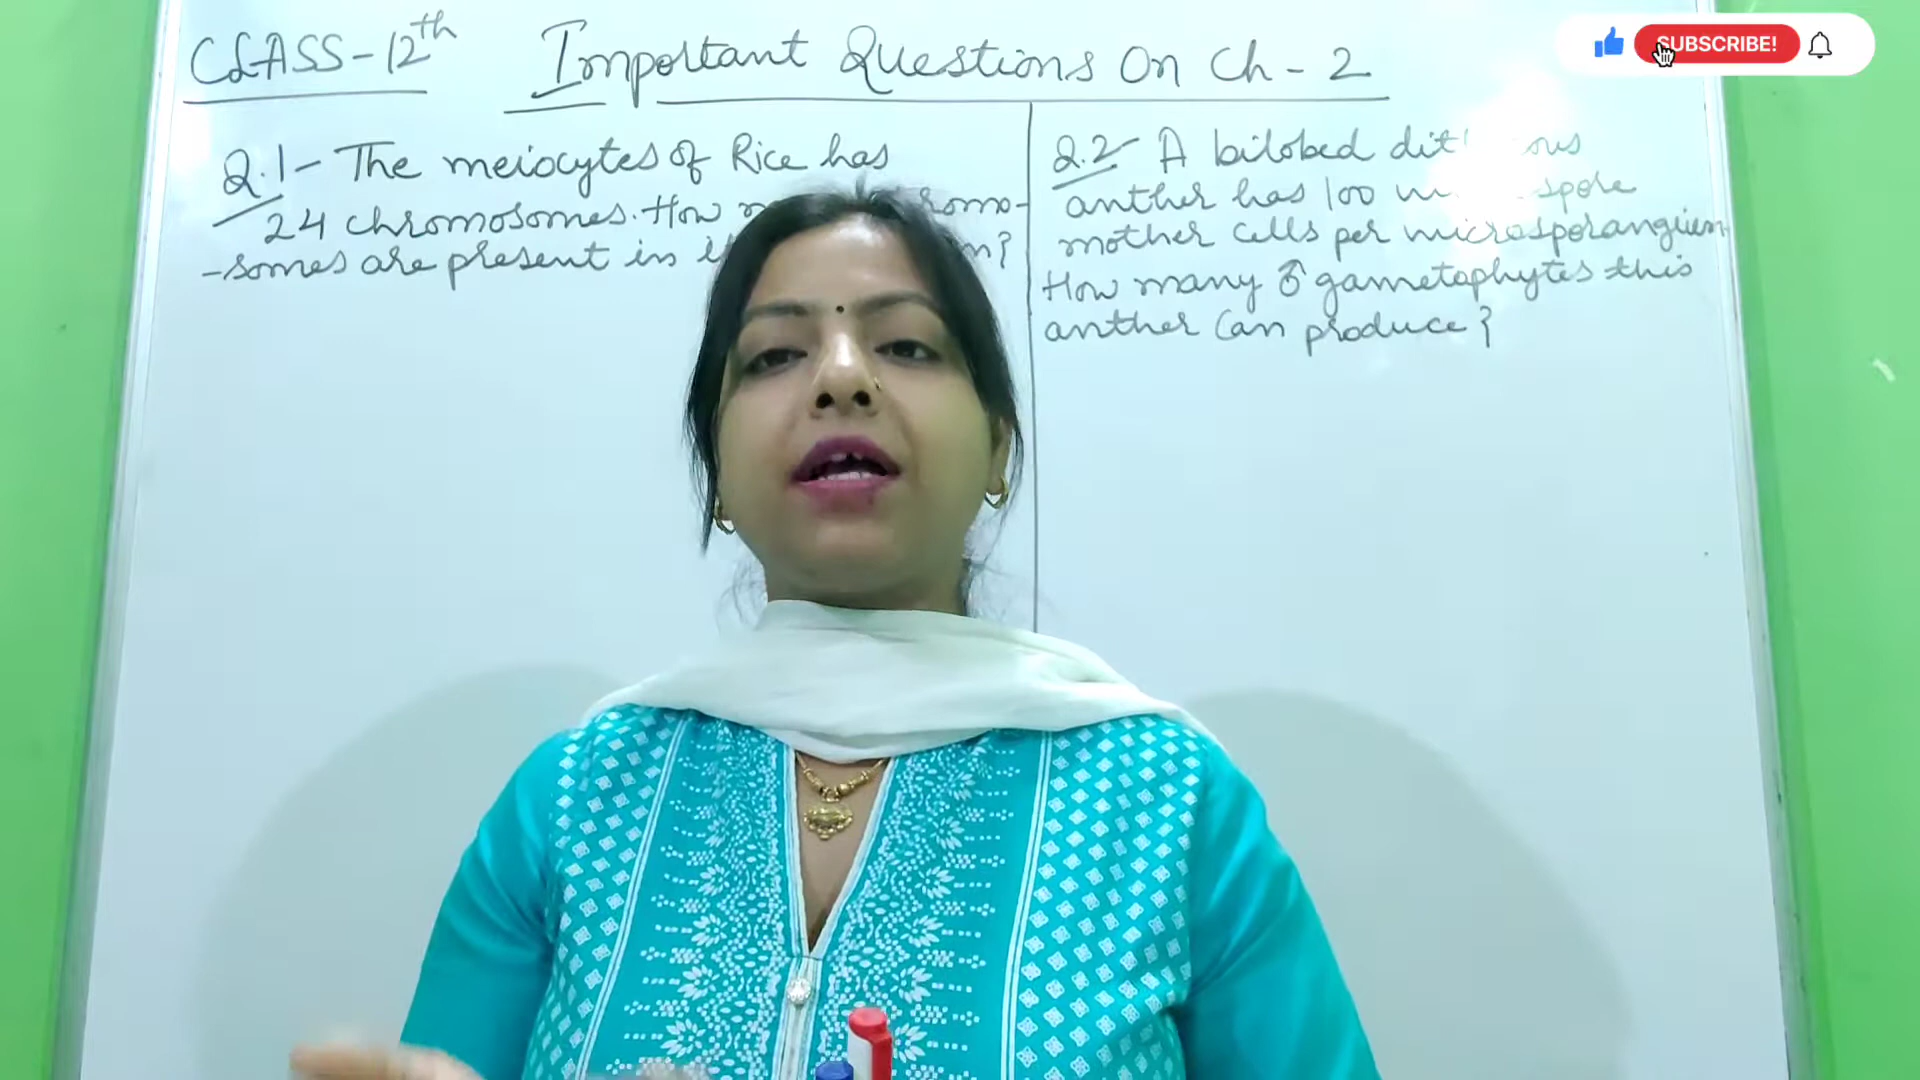 CLASS-12th
Important Questions On Ch-2
SUBSCRIBE!
Q.1- The meiocytes of Rice has
24 chromosomes. How
-somes are present in
Q.2- A bilobed
anther has 100
mother cells per microsporangium
How many ♂ gametophytes this
anther can produce?